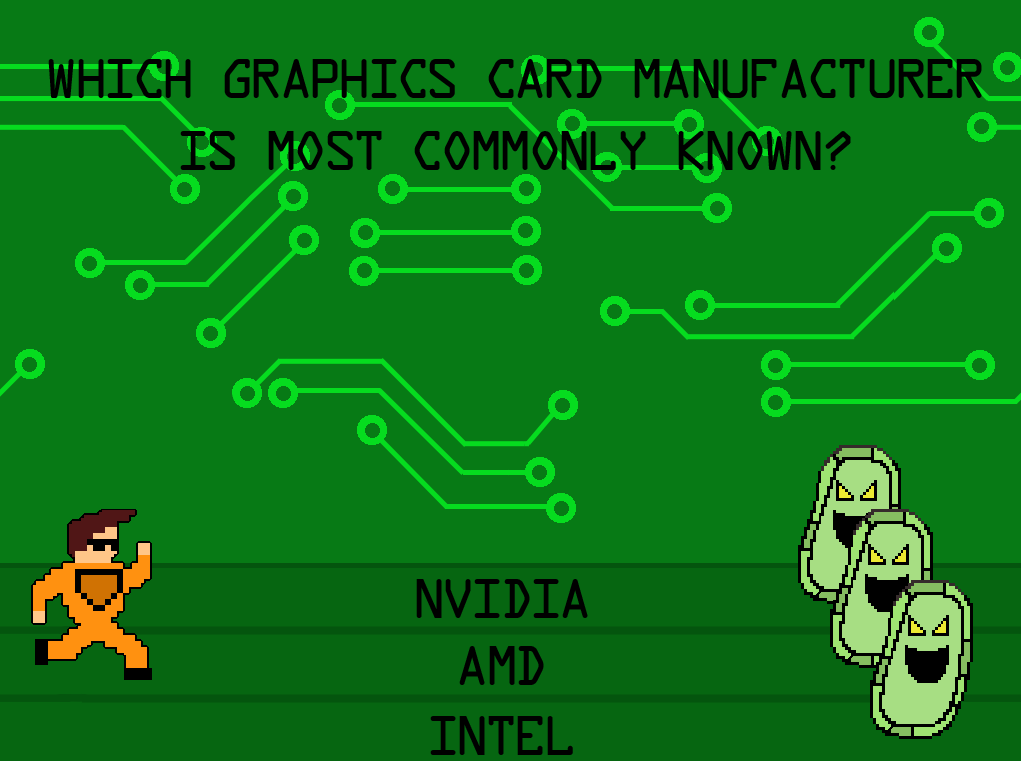 WHICH GRAPHICS CARD MANUFACTURER
IS MOST COMMONLY KNOWN?
NVIDIA
AMD
INTEL